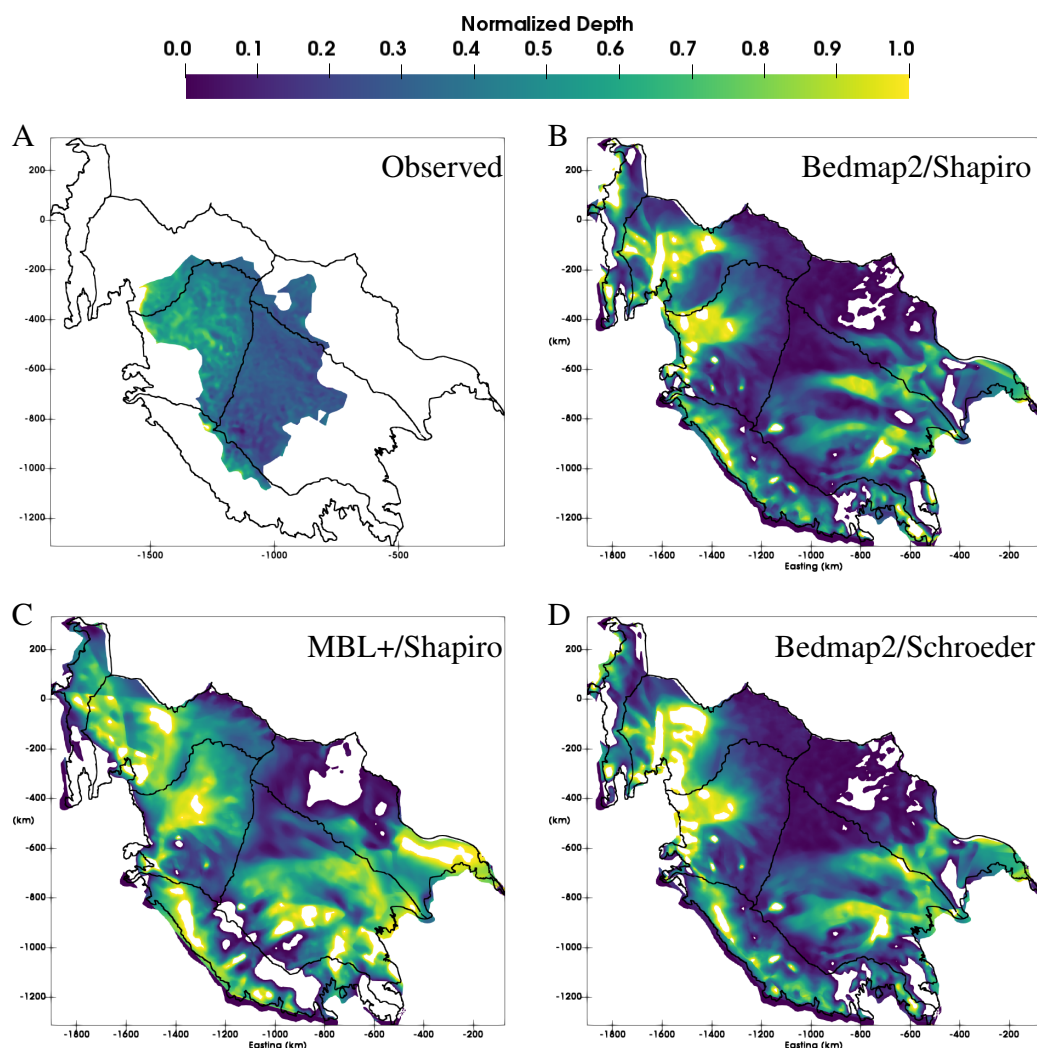 Normalized Depth
0.0 0.1 0.2 0.3 0.4 0.5 0.6 0.7 0.8 0.9 1.0
A
Observed
200
0
-200
-400
(km)
-600
-800
-1000
-1200
-1500 -1000 -500
B
Bedmap2/Shapiro
200
0
-200
-400
(km)
-600
-800
-1000
-1200
-1800 -1600 -1400 -1200 -1000 -800 -600 -400 -200
Easting (km)
C
MBL+/Shapiro
200
0
-200
-400
(km)
-600
-800
-1000
-1200
-1800 -1600 -1400 -1200 -1000 -800 -600 -400 -200
Easting (km)
D
Bedmap2/Schroeder
200
0
-200
-400
(km)
-600
-800
-1000
-1200
-1800 -1600 -1400 -1200 -1000 -800 -600 -400 -200
Easting (km)